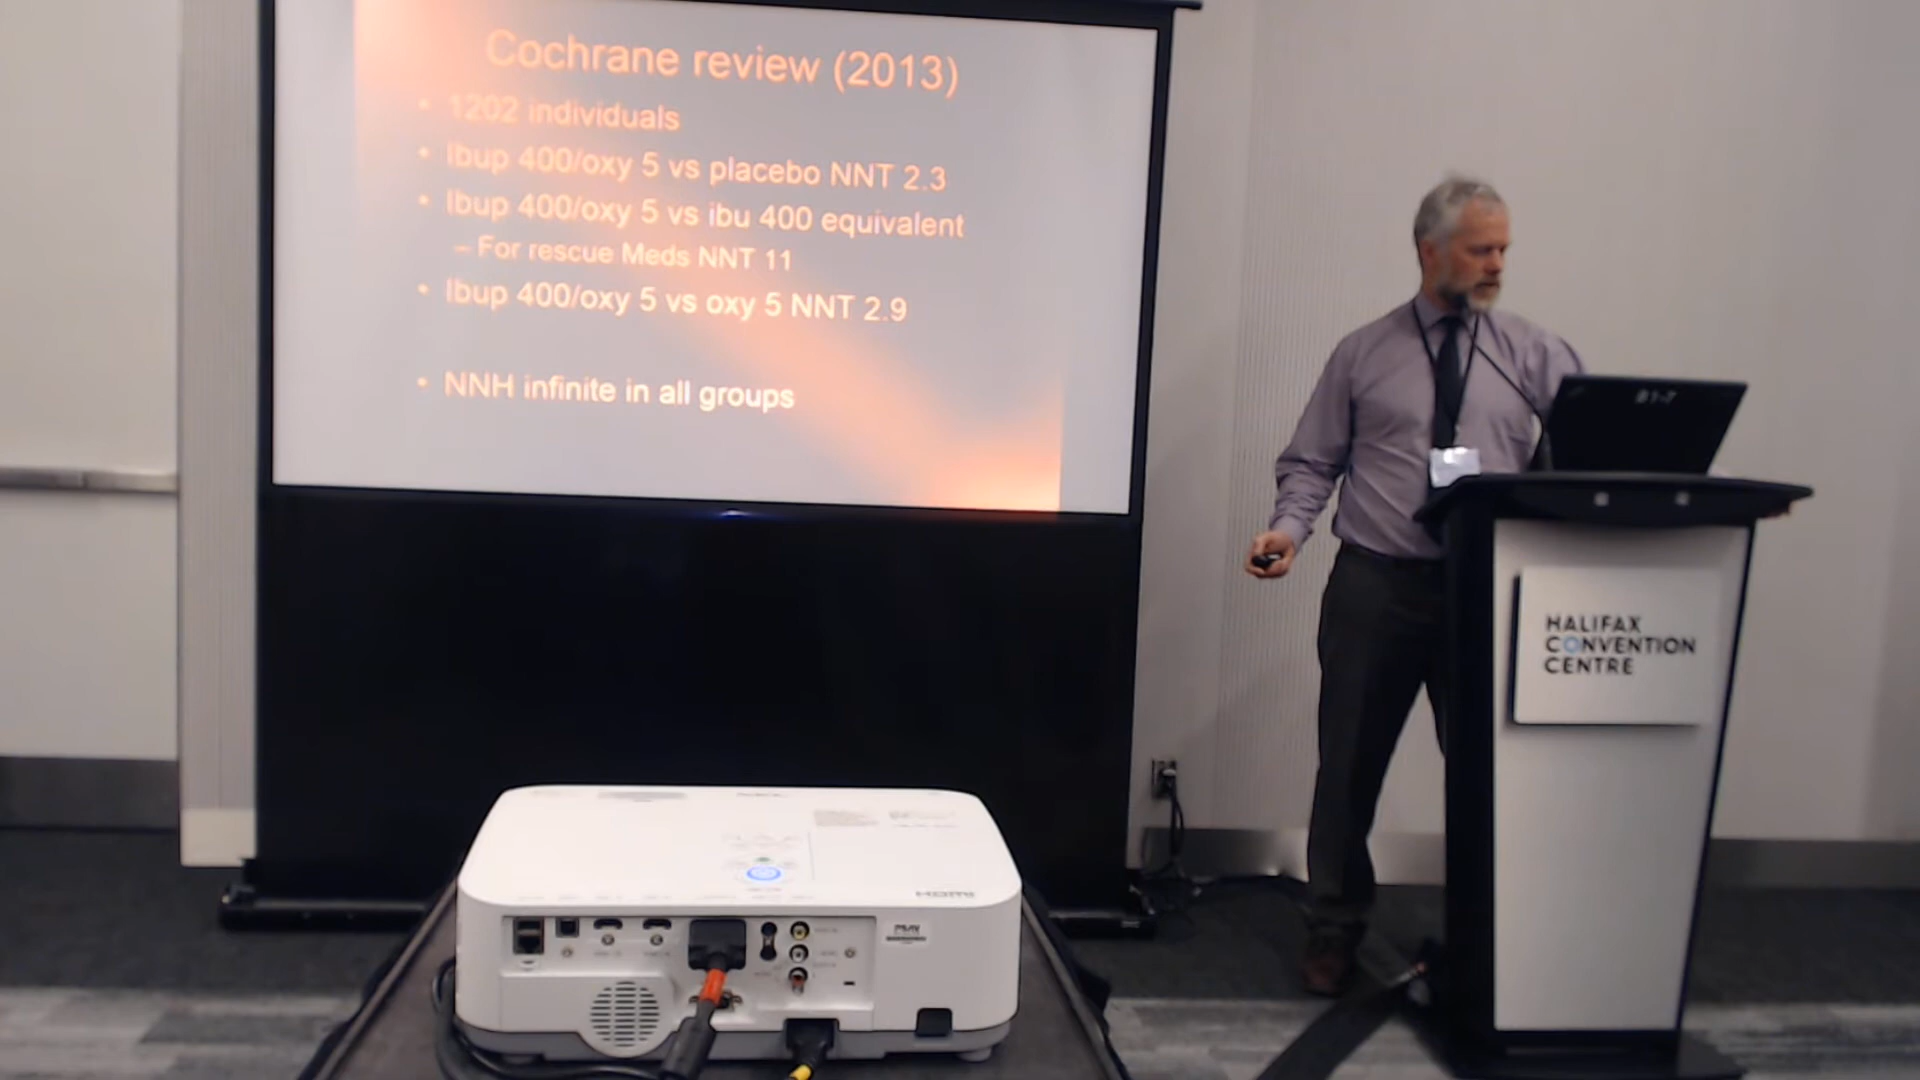 Cochrane review (2013)
• 1202 individuals
• Ibup 400/oxy 5 vs placebo NNT 2.3
• Ibup 400/oxy 5 vs ibu 400 equivalent
– For rescue Meds NNT 11
• Ibup 400/oxy 5 vs oxy 5 NNT 2.9
• NNH infinite in all groups
B1-7
HALIFAX
CONVENTION
CENTRE
HDMI